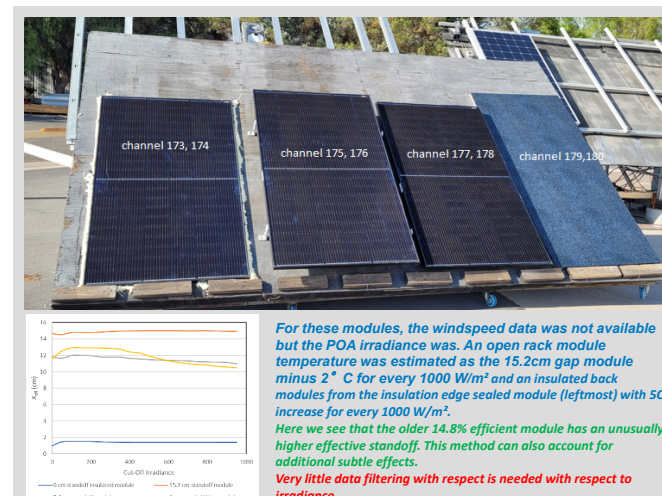 channel 173, 174
channel 175, 176
channel 177, 178
channel 179,180
16
14
12
10
8
6
4
2
0
0 200 400 600 800 1000
X (cm)
Cut-Off Irradiance
0 cm standoff insulated module
15.2 cm standoff module
For these modules, the windspeed data was not available
but the POA irradiance was. An open rack module
temperature was estimated as the 15.2cm gap module
minus 2° C for every 1000 W/m² and an insulated back
modules from the insulation edge sealed module (leftmost) with 5C
increase for every 1000 W/m².
Here we see that the older 14.8% efficient module has an unusually
higher effective standoff. This method can also account for
additional subtle effects.
Very little data filtering with respect is needed with respect to
irradiance